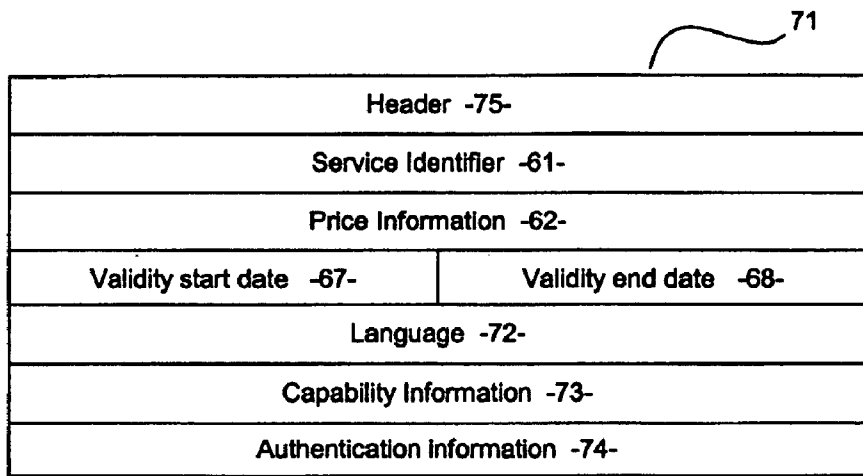 71
Header -75-
Service Identifier -61-
Price Information -62-
Validity start date -67- Validity end date -68-
Language -72-
Capability Information -73-
Authentication information -74-